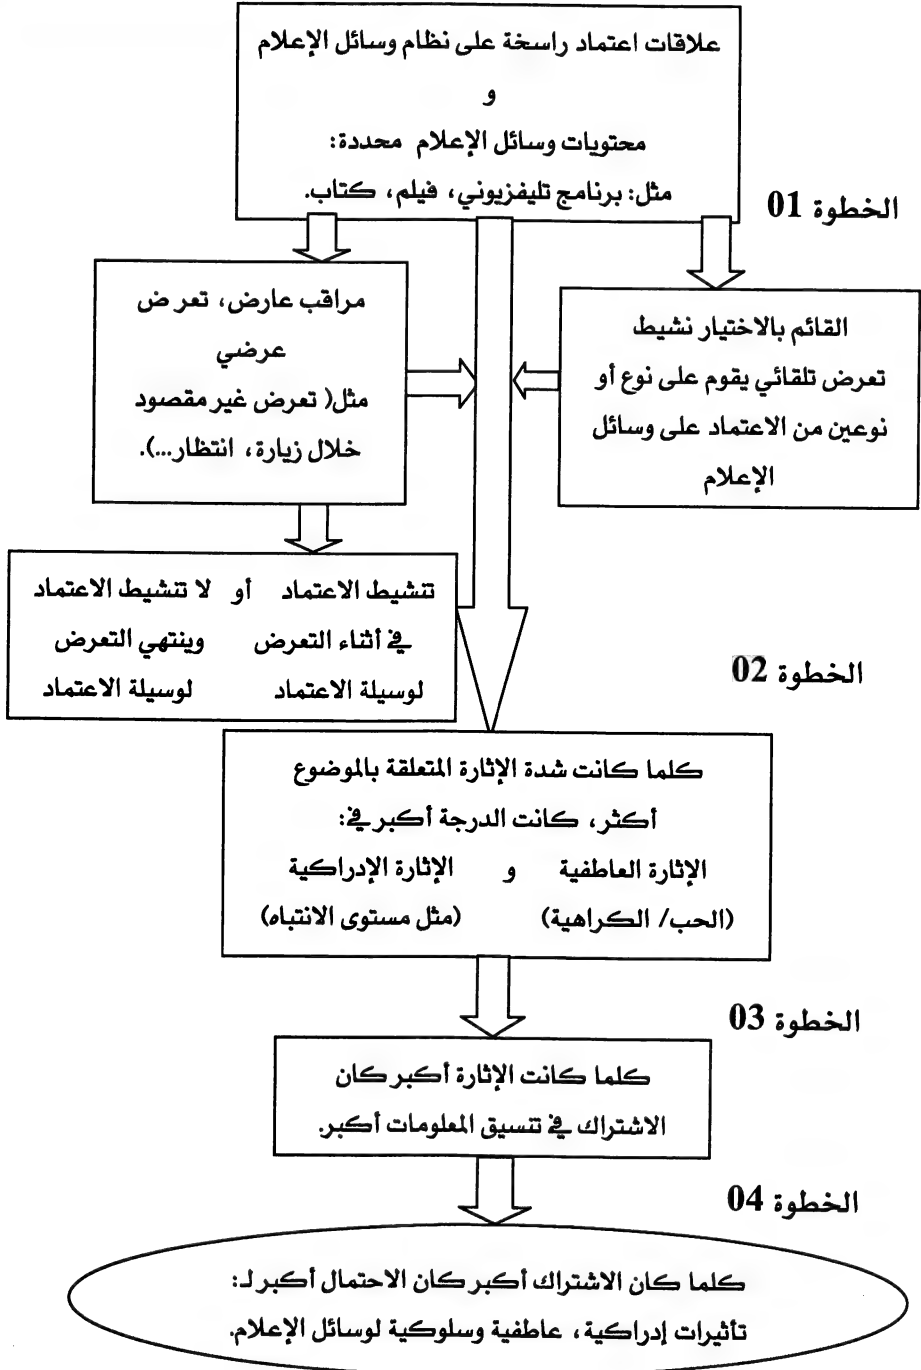 علاقات اعتماد راسخة على نظام وسائل الإعلام
و
محتويات وسائل الإعلام محددة:
مثل: برنامج تليفزيوني، فيلم، كتاب.
الخطوة 01
القائم بالاختيار نشيط
تعرض تلقائي يقوم على نوع أو
نوعين من الاعتماد على وسائل
الإعلام
مراقب عارض، تعرض
عرضي
مثل( تعرض غير مقصود
خلال زيارة، انتظار...).
تنشيط الاعتماد أو لا تنشيط الاعتماد
في أثناء التعرض وينتهي التعرض
لوسيلة الاعتماد لوسيلة الاعتماد
الخطوة 02
كلما كانت شدة الإثارة المتعلقة بالموضوع
أكثر، كانت الدرجة أكبر في:
الإثارة العاطفية و الإثارة الإدراكية
(الحب/ الكراهية) (مثل مستوى الانتباه)
الخطوة 03
كلما كانت الإثارة أكبر كان
الاشتراك في تنسيق المعلومات أكبر.
الخطوة 04
كلما كان الاشتراك أكبر كان الاحتمال أكبر لـ:
تأثيرات إدراكية، عاطفية وسلوكية لوسائل الإعلام.